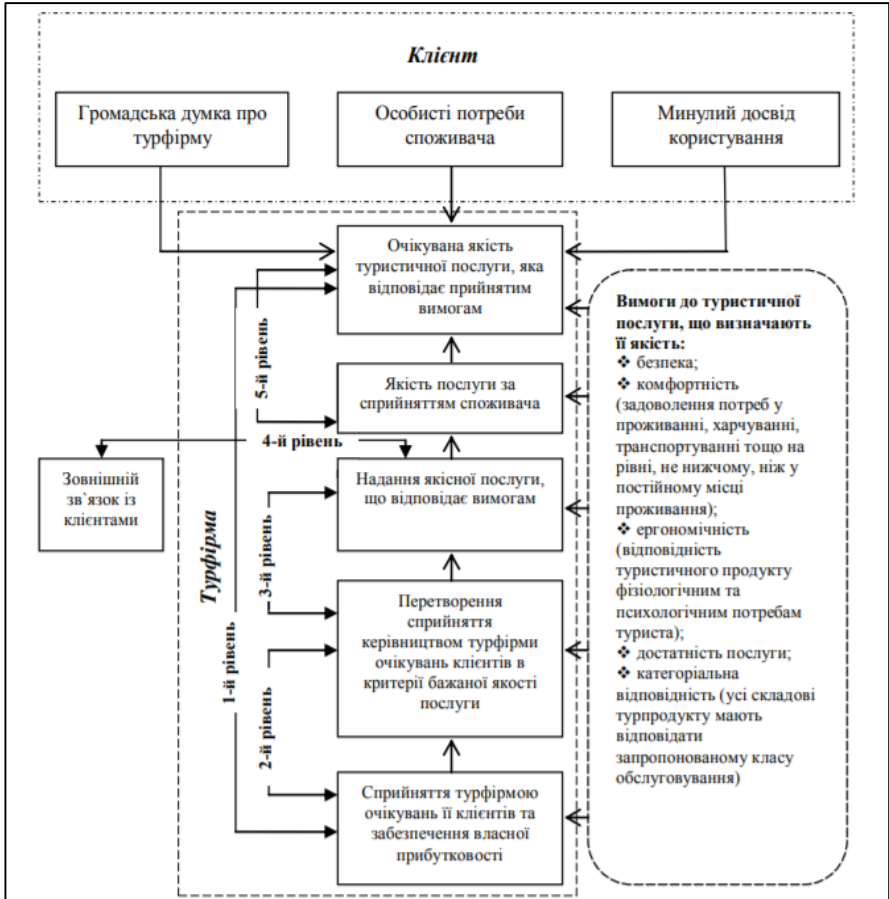 Клієнт
Громадська думка про
турфірму
Особисті потреби
споживача
Минулий досвід
користування
Очікувана якість
туристичної послуги, яка
відповідає прийнятим
вимогам
Якість послуги за
сприйняттям споживача
Надання якісної послуги,
що відповідає вимогам
Перетворення
сприйняття
керівництвом турфірми
очікувань клієнтів в
критерії бажаної якості
послуги
Сприйняття турфірмою
очікувань її клієнтів та
забезпечення власної
прибутковості
Зовнішній
зв`язок із
клієнтами
Турфірма
1-й рівень
2-й рівень
3-й рівень
4-й рівень
5-й рівень
Вимоги до туристичної
послуги, що визначають
її якість:
❖ безпека;
❖ комфортність
(задоволення потреб у
проживанні, харчуванні,
транспортуванні тощо на
рівні, не нижчому, ніж у
постійному місці
проживання);
❖ ергономічність
(відповідність
туристичного продукту
фізіологічним та
психологічним потребам
туриста);
❖ достатність послуги;
❖ категоріальна
відповідність (усі складові
турпродукту мають
відповідати
запропонованому класу
обслуговування)